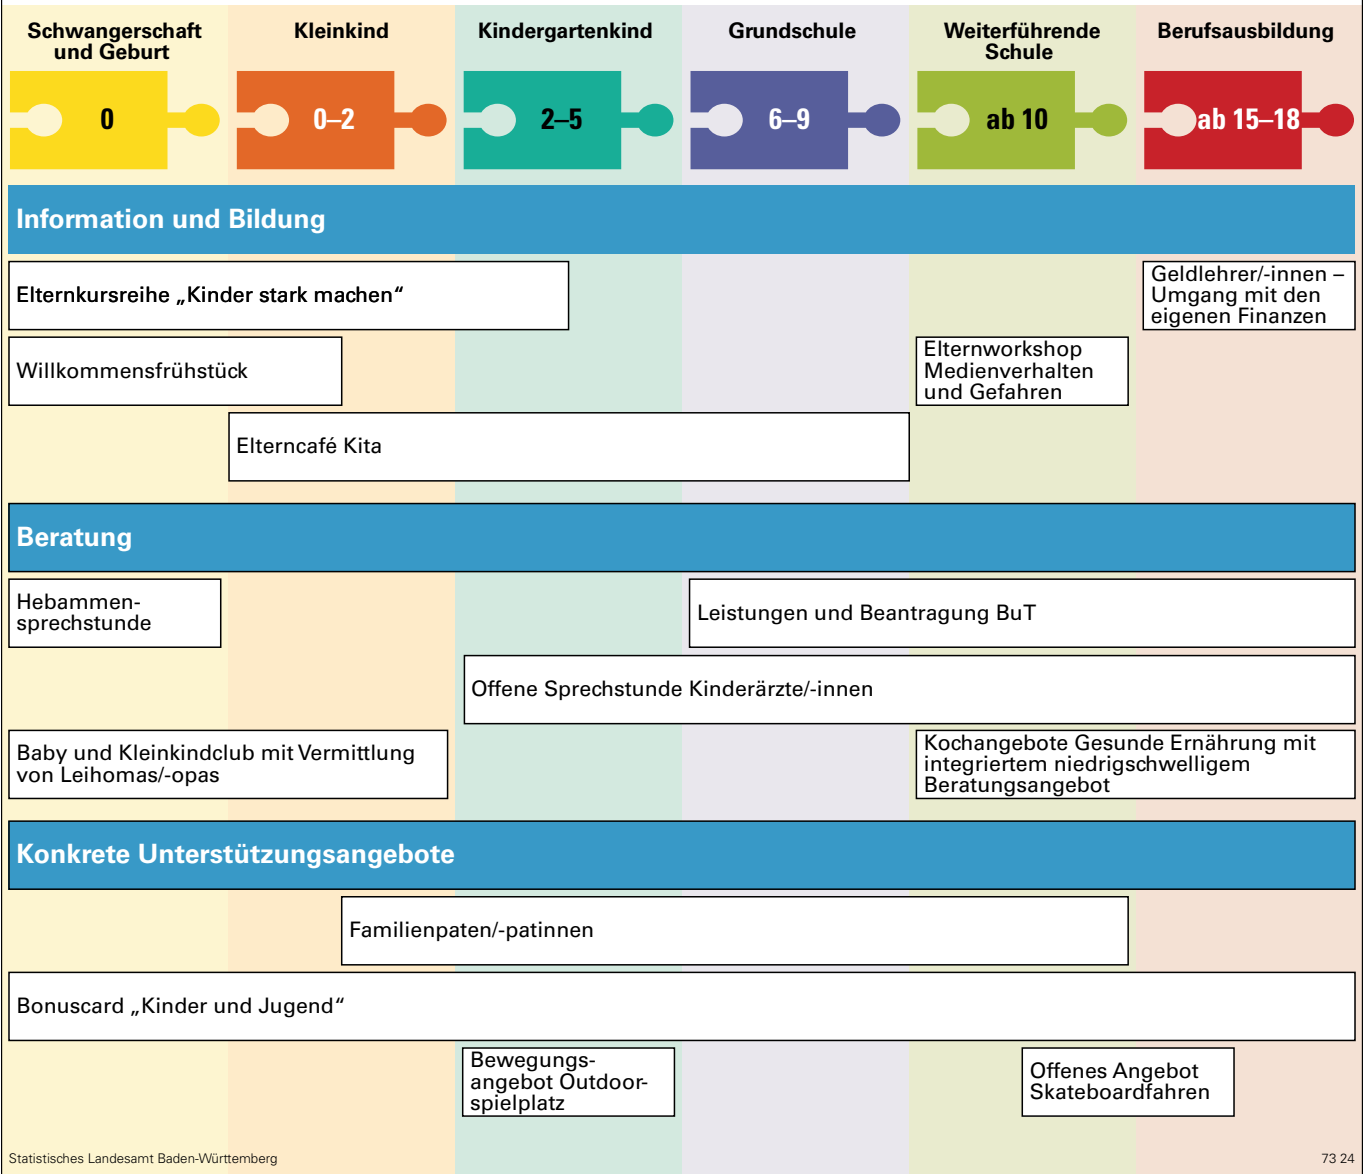 Schwangerschaft
und Geburt
Kleinkind
Kindergartenkind
Grundschule
Weiterführende
Schule
Berufsausbildung
0
0–2
2–5
6–9
ab 10
ab 15–18
Information und Bildung
Elternkursreihe „Kinder stark machen“
Geldlehrer/-innen –
Umgang mit den
eigenen Finanzen
Willkommensfrühstück
Elternworkshop
Medienverhalten
und Gefahren
Elterncafé Kita
Beratung
Hebammen-
sprechstunde
Leistungen und Beantragung BuT
Offene Sprechstunde Kinderärzte/-innen
Baby und Kleinkindclub mit Vermittlung
von Leihomas/-opas
Kochangebote Gesunde Ernährung mit
integriertem niedrigschwelligem
Beratungsangebot
Konkrete Unterstützungsangebote
Familienpaten/-patinnen
Bonuscard „Kinder und Jugend“
Bewegungs-
angebot Outdoor-
spielplatz
Offenes Angebot
Skateboardfahren
Statistisches Landesamt Baden-Württemberg
73 24